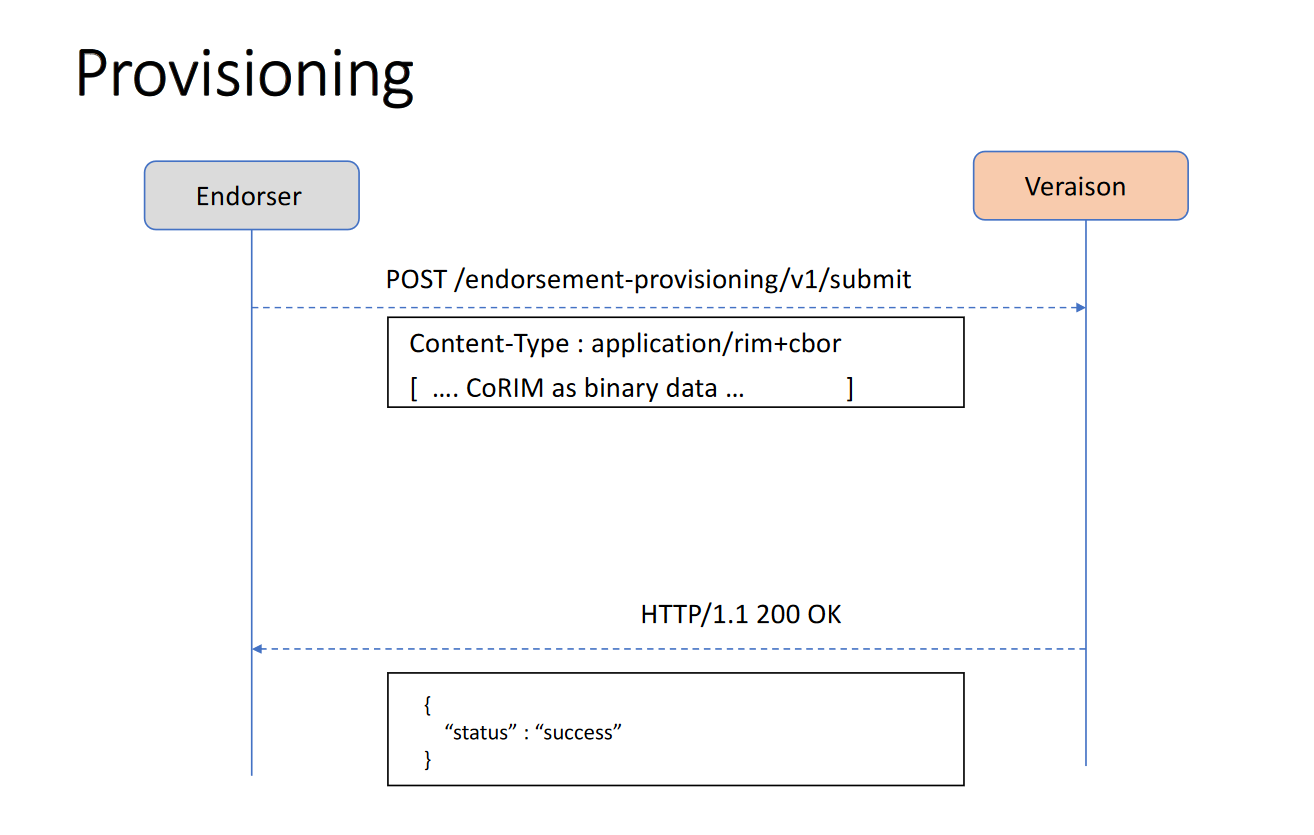 Provisioning
Endorser
Veraison
POST /endorsement-provisioning/v1/submit
Content-Type : application/rim+cbor
[  .... CoRIM as binary data ...  ]
HTTP/1.1 200 OK
{
“status” : “success”
}